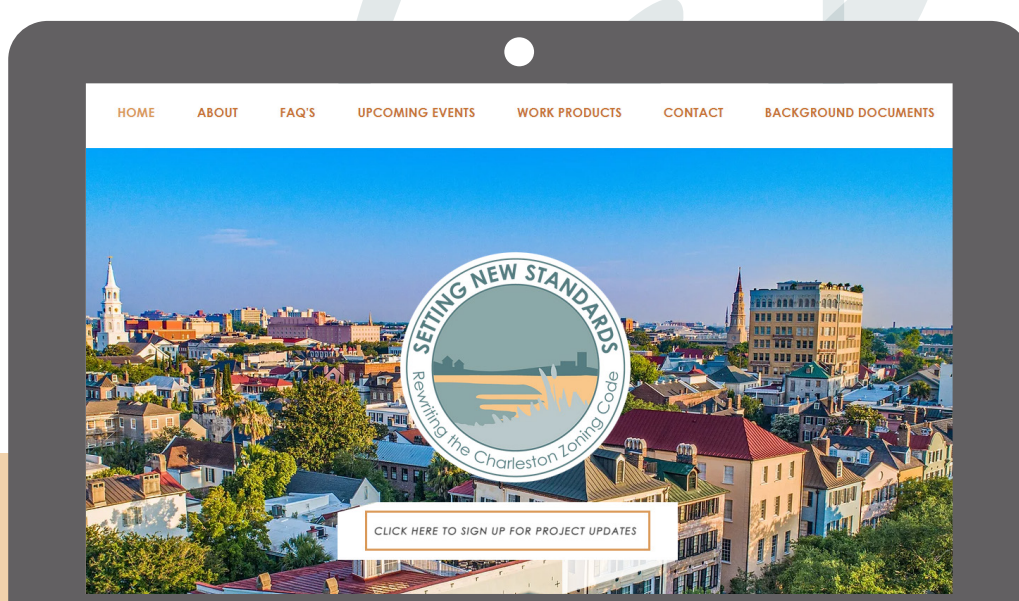 HOME ABOUT FAQ'S UPCOMING EVENTS WORK PRODUCTS CONTACT BACKGROUND DOCUMENTS
SETTING NEW STANDARDS
Rewriting the Charleston Zoning Code
CLICK HERE TO SIGN UP FOR PROJECT UPDATES